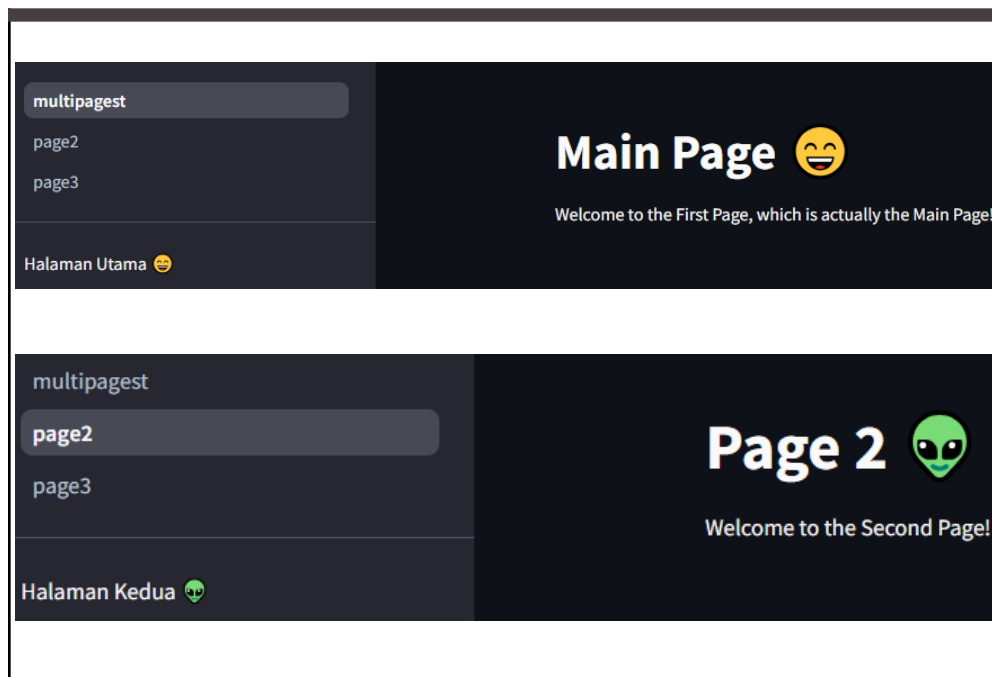 multipagest
page2
page3
Halaman Utama 😄
Main Page 😄
Welcome to the First Page, which is actually the Main Page!
multipagest
page2
page3
Halaman Kedua 👽
Page 2 👽
Welcome to the Second Page!